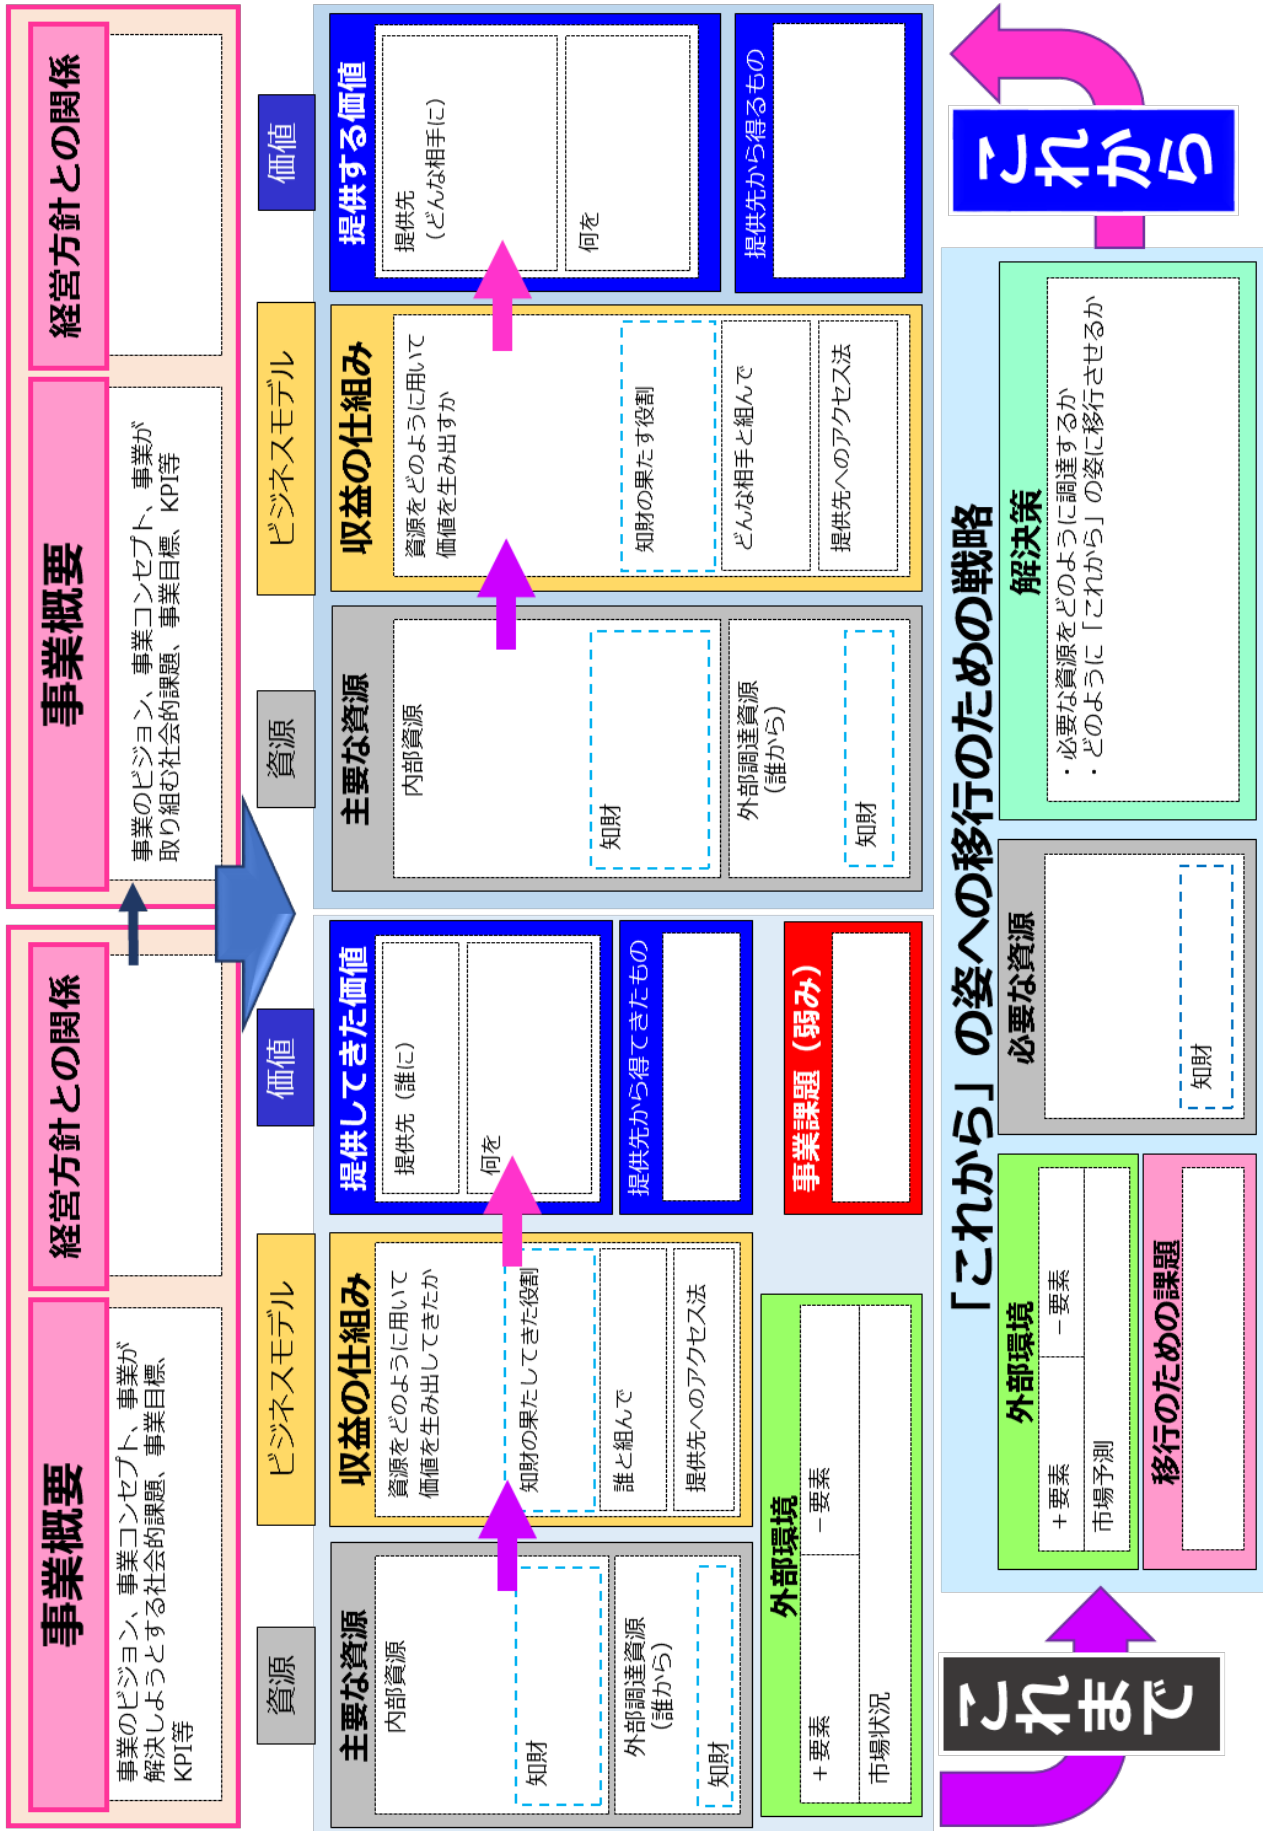 事業概要
事業のビジョン、事業コンセプト、事業が
解決しようとする社会的課題、事業目標、
KPI等
経営方針との関係
事業概要
事業のビジョン、事業コンセプト、事業が
取り組む社会的課題、事業目標、KPI等
経営方針との関係
資源
ビジネスモデル
価値
主要な資源
内部資源
知財
外部調達資源
（誰から）
知財
収益の仕組み
資源をどのように用いて
価値を生み出してきたか
知財の果たしてきた役割
誰と組んで
提供先へのアクセス法
提供してきた価値
提供先（誰に）
何を
提供先から得てきたもの
外部環境
＋要素
－要素
市場状況
事業課題（弱み）
資源
ビジネスモデル
価値
主要な資源
内部資源
知財
外部調達資源
（誰から）
知財
収益の仕組み
資源をどのように用いて
価値を生み出すか
知財の果たす役割
どんな相手と組んで
提供先へのアクセス法
提供する価値
提供先
（どんな相手に）
何を
提供先から得るもの
これまで
「これから」の姿への移行のための戦略
外部環境
＋要素
－要素
市場予測
移行のための課題
必要な資源
知財
解決策
・必要な資源をどのように調達するか
・どのように「これから」の姿に移行させるか
これから